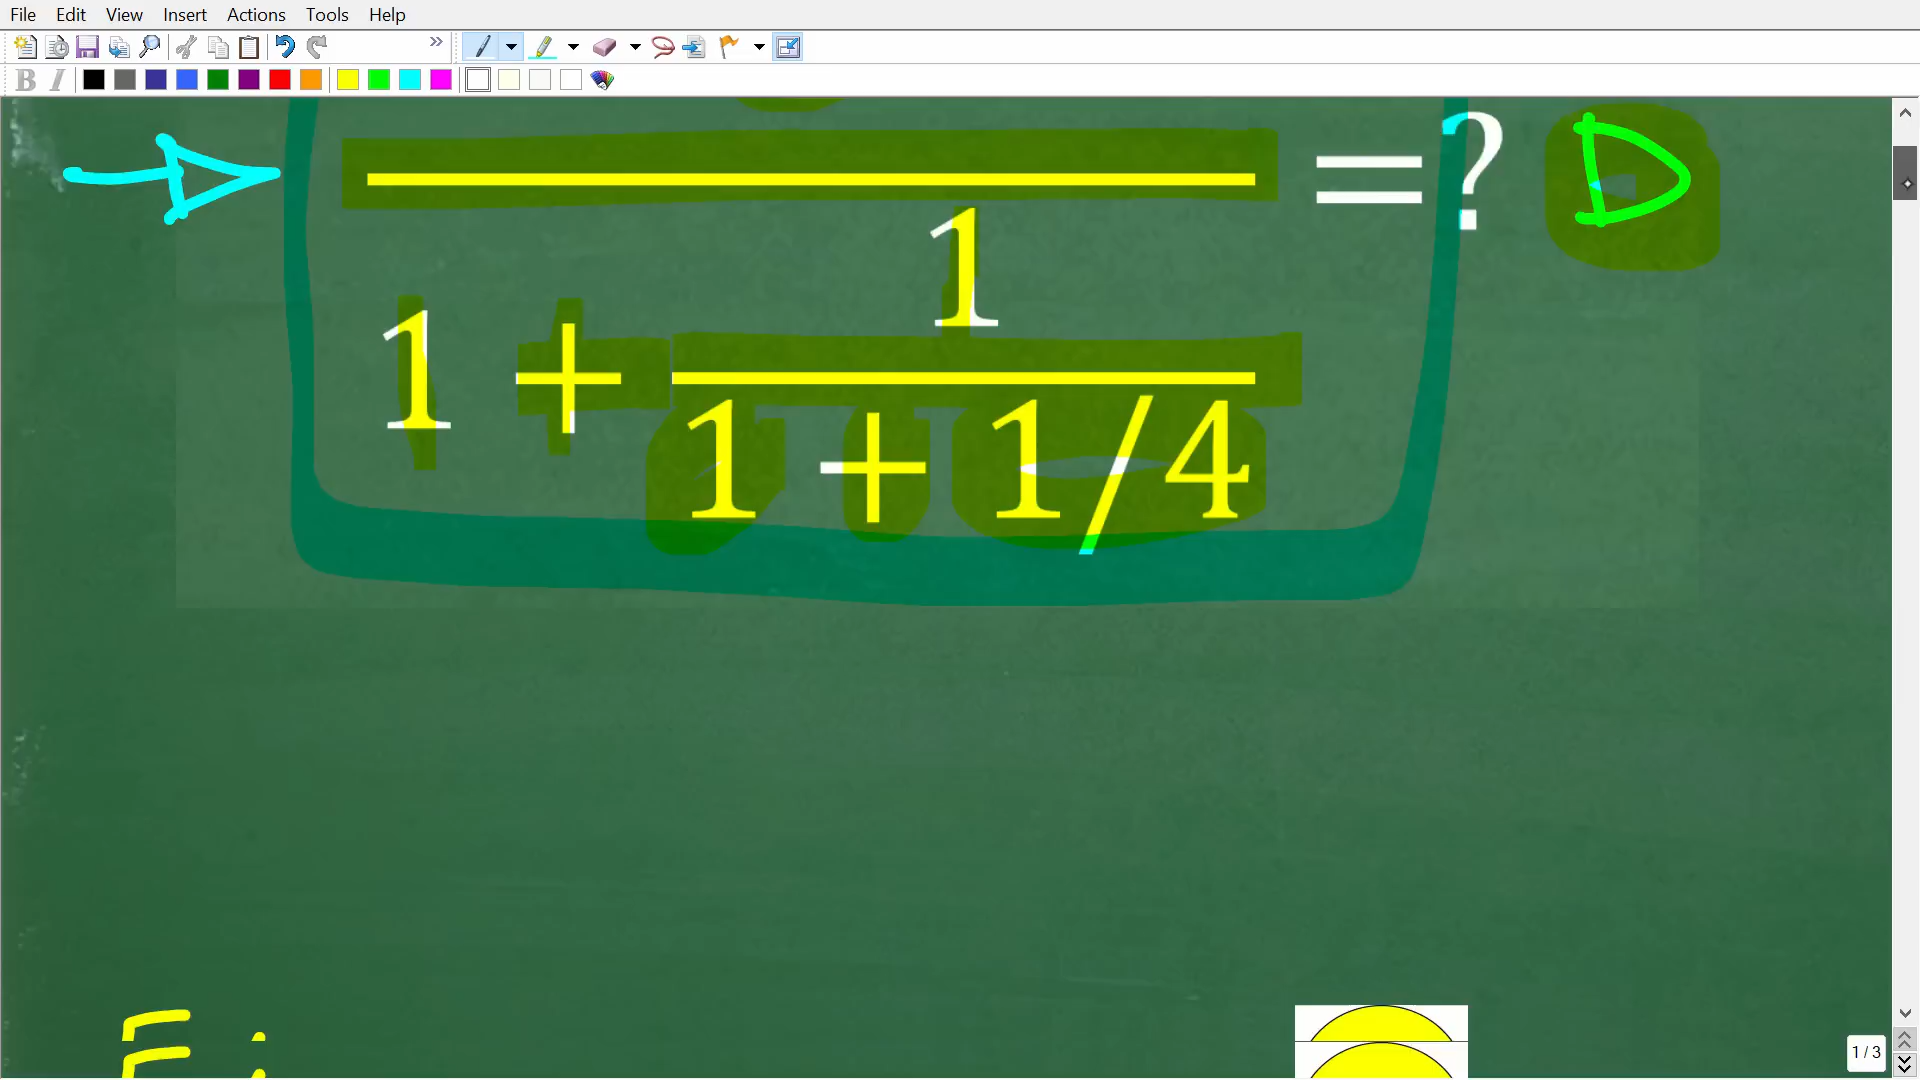 File Edit View Insert Actions Tools Help
B I
= ? D
1
1 +
1 + 1/4
1 / 3